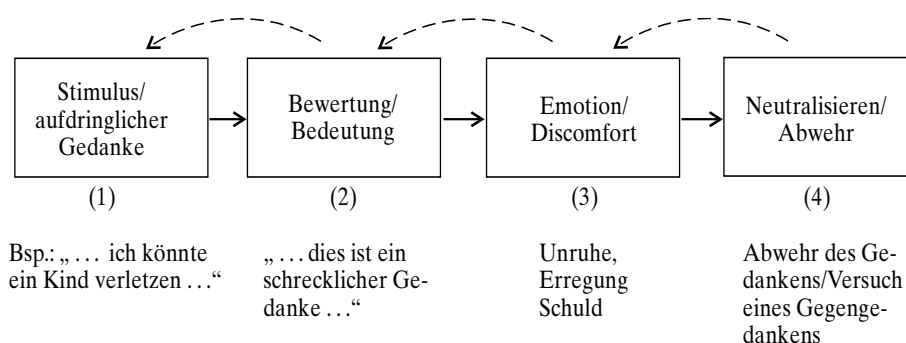 Stimulus/
aufdringlicher
Gedanke
Bewertung/
Bedeutung
Emotion/
Discomfort
Neutralisieren/
Abwehr
(1)
(2)
(3)
(4)
Bsp.: „ … ich könnte
ein Kind verletzen …“
„ … dies ist ein
schrecklicher Ge-
danke …“
Unruhe,
Erregung
Schuld
Abwehr des Ge-
dankens/Versuch
eines Gegenge-
dankens